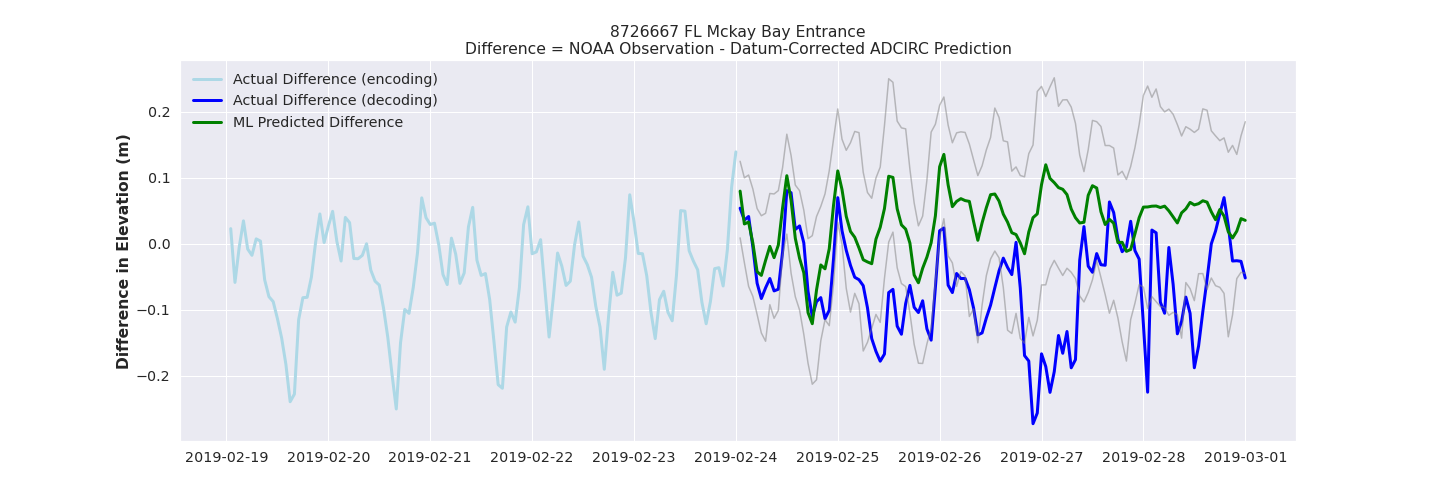 8726667 FL Mckay Bay Entrance
Difference = NOAA Observation - Datum-Corrected ADCIRC Prediction
Actual Difference (encoding)
Actual Difference (decoding)
ML Predicted Difference
Difference in Elevation (m)
0.2
0.1
0.0
−0.1
−0.2
2019-02-19 2019-02-20 2019-02-21 2019-02-22 2019-02-23 2019-02-24 2019-02-25 2019-02-26 2019-02-27 2019-02-28 2019-03-01